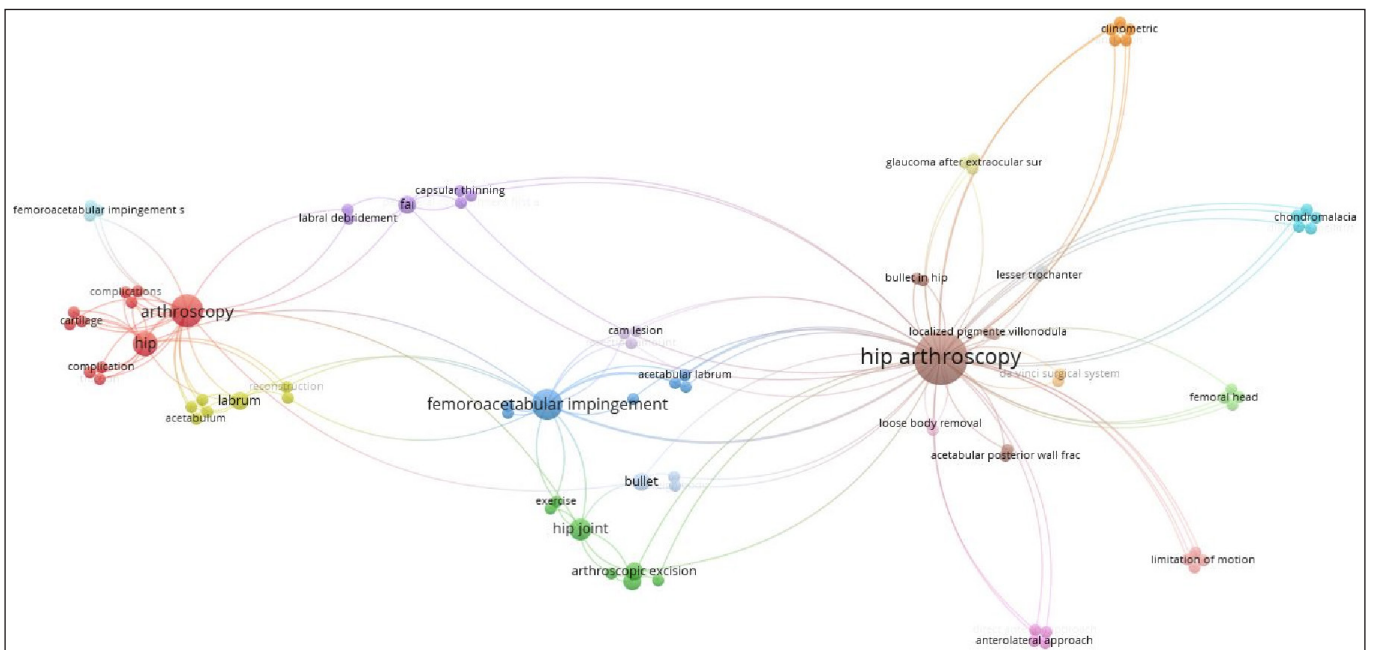 clinometric
glaucoma after extraocular sur
femoroacetabular impingement s
capsular thinning
fai
labral debridement
chondromalacia
bullet in hip
lesser trochanter
complications
arthroscopy
cartilage
hip
cam lesion
localized pigmente villonodula
hip arthroscopy
complication
acetabular labrum
da vinci surgical system
reconstruction
labrum
femoroacetabular impingement
femoral head
acetabulum
loose body removal
acetabular posterior wall frac
bullet
exercise
hip joint
arthroscopic excision
limitation of motion
anterolateral approach